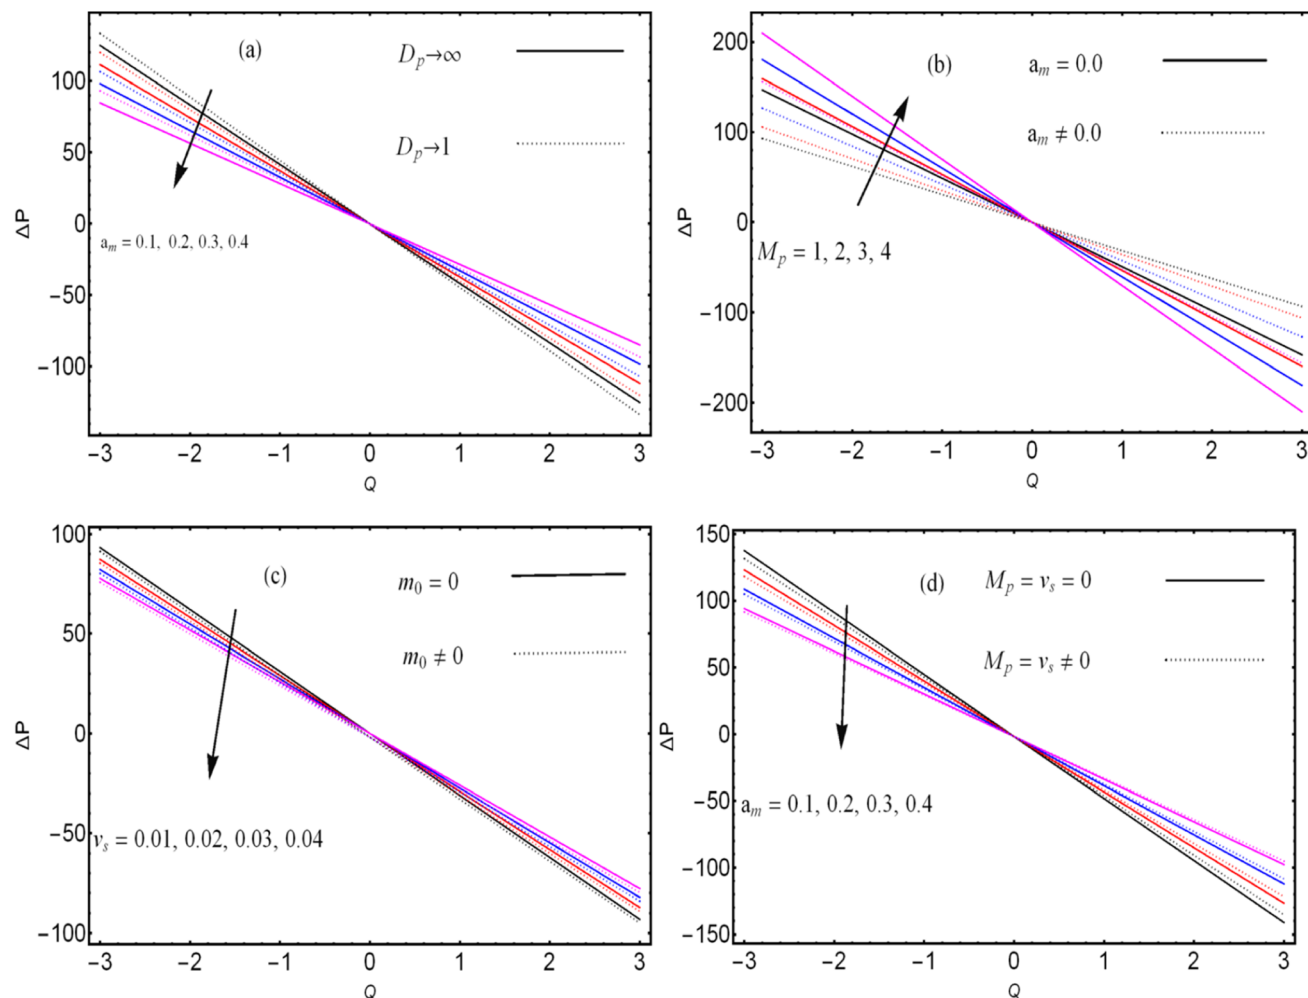 (a)
D_p→∞
D_p→1
100
50
0
−50
−100
ΔP
a_m = 0.1, 0.2, 0.3, 0.4
−3 −2 −1 0 1 2 3
Q
(b)
a_m = 0.0
a_m ≠ 0.0
200
100
0
−100
−200
ΔP
M_p = 1, 2, 3, 4
−3 −2 −1 0 1 2 3
Q
(c)
m_0 = 0
m_0 ≠ 0
100
50
0
−50
−100
ΔP
v_s = 0.01, 0.02, 0.03, 0.04
−3 −2 −1 0 1 2 3
Q
(d)
M_p = v_s = 0
M_p = v_s ≠ 0
150
100
50
0
−50
−100
−150
ΔP
a_m = 0.1, 0.2, 0.3, 0.4
−3 −2 −1 0 1 2 3
Q